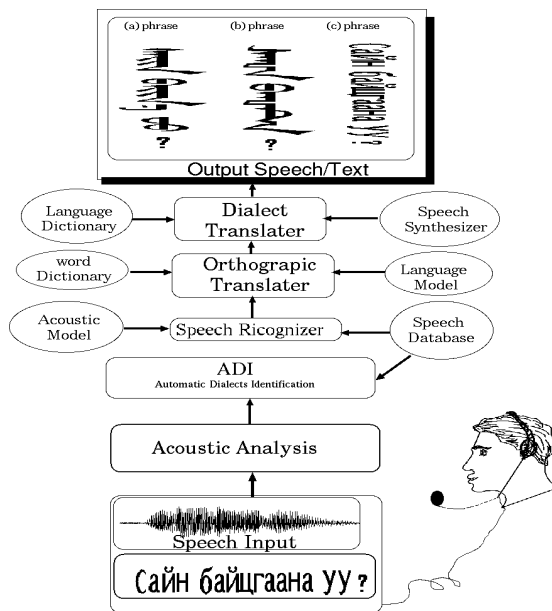 (a) phrase (b) phrase (c) phrase
?
?
Output Speech/Text
Language
Dictionary
Dialect
Translater
Speech
Synthesizer
word
Dictionary
Orthograpic
Translater
Language
Model
Acoustic
Model
Speech Ricognizer
Speech
Database
ADI
Automatic Dialects Identification
Acoustic Analysis
Speech Input
Сайн байцгаана уу ?